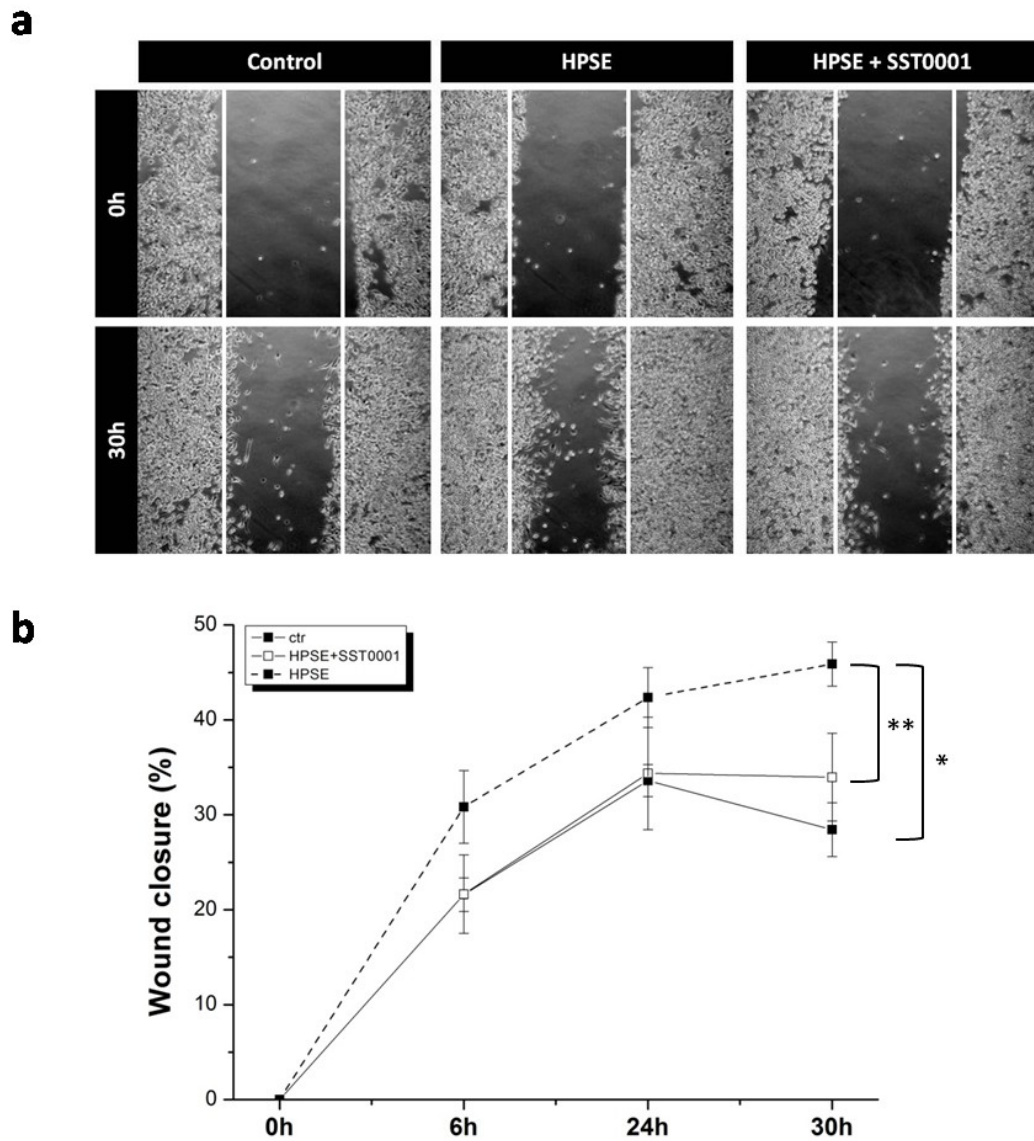 a
Control HPSE HPSE + SST0001
0h
30h
b
50
40
30
20
10
0
Wound closure (%)
ctr
HPSE+SST0001
HPSE
**
*
0h 6h 24h 30h